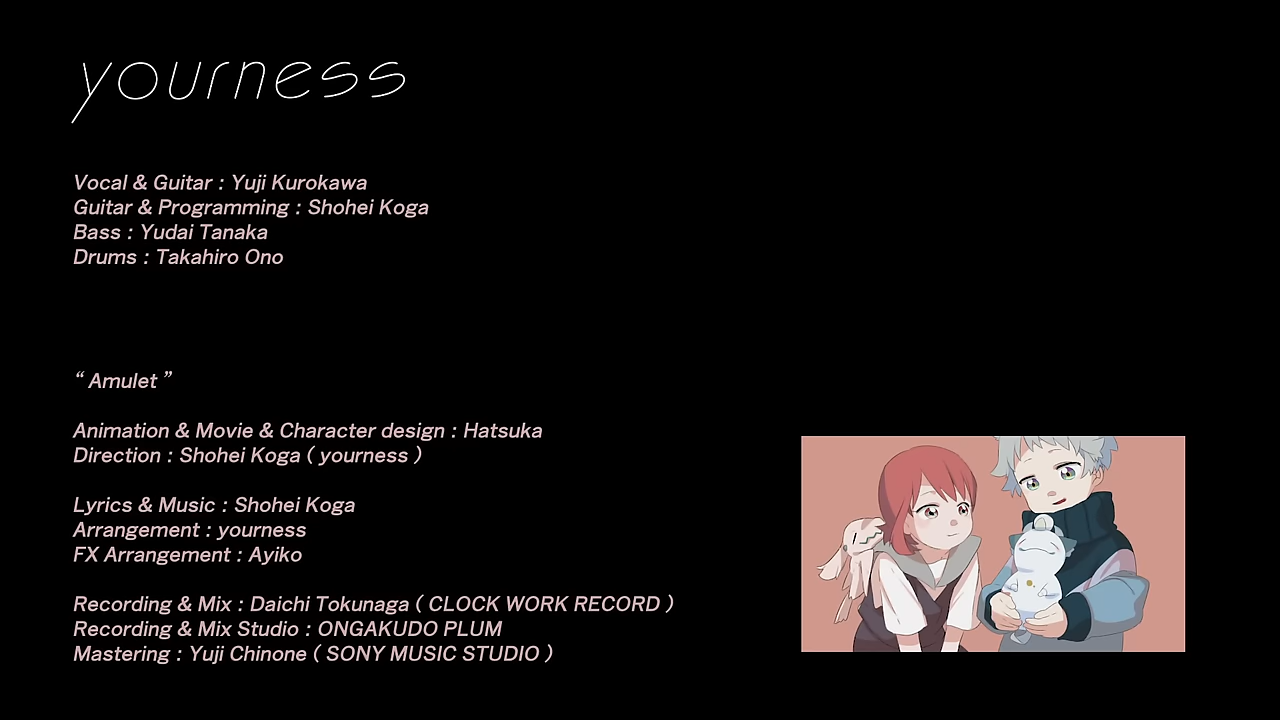 yourness
Vocal & Guitar : Yuji Kurokawa
Guitar & Programming : Shohei Koga
Bass : Yudai Tanaka
Drums : Takahiro Ono
“ Amulet ”
Animation & Movie & Character design : Hatsuka
Direction : Shohei Koga ( yourness )
Lyrics & Music : Shohei Koga
Arrangement : yourness
FX Arrangement : Ayiko
Recording & Mix : Daichi Tokunaga ( CLOCK WORK RECORD )
Recording & Mix Studio : ONGAKUDO PLUM
Mastering : Yuji Chinone ( SONY MUSIC STUDIO )